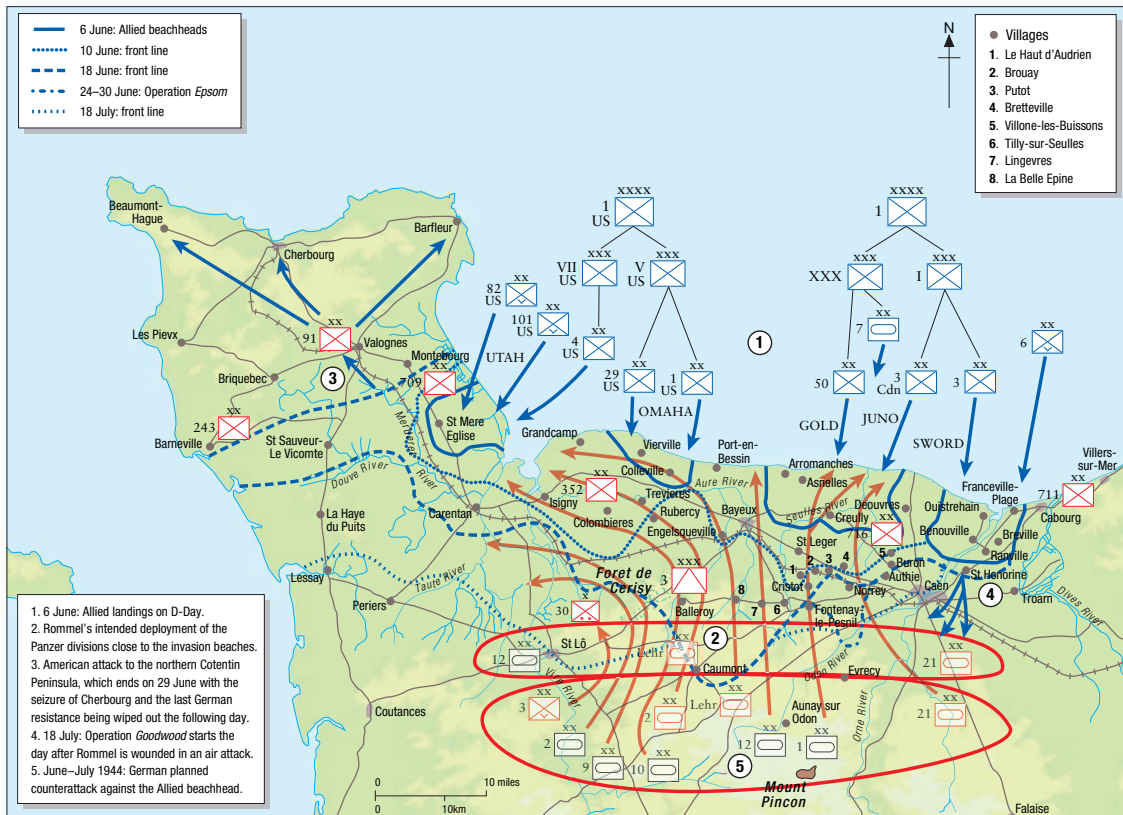 6 June: Allied beachheads
10 June: front line
18 June: front line
24–30 June: Operation Epsom
18 July: front line
N
Villages
1. Le Haut d'Audrien
2. Brouay
3. Putot
4. Bretteville
5. Villone-les-Buissons
6. Tilly-sur-Seulles
7. Lingevres
8. La Belle Epine
XXXX
1
US
XXXX
1
XXX
VII
US
XXX
V
US
XXX
XXX
XXX
I
XX
82
US
XX
101
US
XX
4
US
XX
29
US
XX
1
US
XX
7
XX
50
XX
3
Cdn
XX
3
XX
6
UTAH
OMAHA
GOLD
JUNO
SWORD
1
Beaumont-
Hague
Barfleur
Cherbourg
XX
91
Les Pievx
Valognes
Montebourg
3
XX
709
Briquebec
XX
243
Barneville
St Sauveur-
Le Vicomte
St Mere
Eglise
Merderet
River
Douve River
Grandcamp
Vierville
Colleville
Port-en-
Bessin
Arromanches
Asnelles
Villers-
sur-Mer
Franceville-
Plage
XX
711
Cabourg
XX
352
Isigny
Trevieres
Aure River
Colombieres
Rubercy
Engelsqueville
Bayeux
Seulles River
Creully
Deouvres
XX
716
Ouistrehain
Benouville
Breville
Ranville
La Haye
du Puits
Carentan
St Leger
1
2
3
4
5
Buron
Authie
Caen
St Honorine
4
Troarn
Dives River
Lessay
Taute River
Periers
Foret de
Cerisy
XXX
3
Cristot
Norrey
8
7
6
Balleroy
Fontenay
le-Pesnil
X
30
2
St Lô
XX
12
XX
Lehr
Caumont
Vire River
Odon River
Evrecy
XX
21
Coutances
XX
3
XX
2
XX
Lehr
Aunay sur
Odon
Orne River
XX
21
XX
2
XX
9
XX
10
XX
12
XX
1
5
Mount
Pincon
Falaise
1. 6 June: Allied landings on D-Day.
2. Rommel's intended deployment of the
Panzer divisions close to the invasion beaches.
3. American attack to the northern Cotentin
Peninsula, which ends on 29 June with the
seizure of Cherbourg and the last German
resistance being wiped out the following day.
4. 18 July: Operation Goodwood starts the
day after Rommel is wounded in an air attack.
5. June–July 1944: German planned
counterattack against the Allied beachhead.
0 10 miles
0 10km